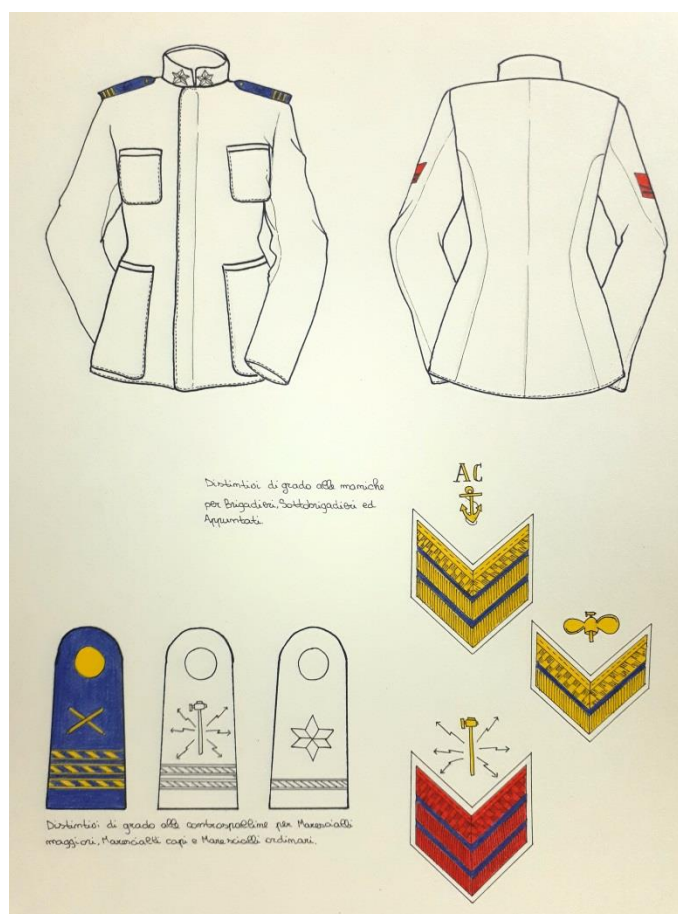 Distintivi di grado alle maniche
per Brigadieri, Sottobrigadieri ed
Appuntati.
AC
Distintivi di grado alle controspalline per Marescialli
maggiori, Marescialli capi e Marescialli ordinari.